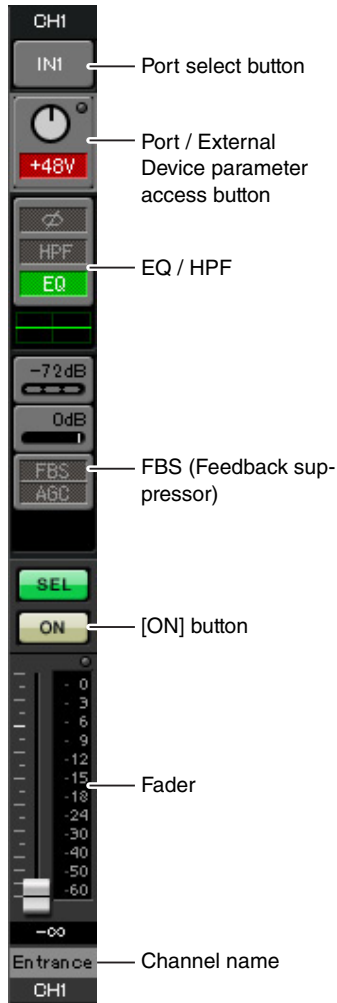 CH1
IN1
Port select button
+48V
Port / External
Device parameter
access button
HPF
EQ
EQ / HPF
-72dB
0dB
FBS
AGC
FBS (Feedback sup-
pressor)
SEL
ON
[ON] button
0
3
6
9
-12
-15
-18
-24
-30
-40
-50
-60
Fader
-∞
Entrance
Channel name
CH1